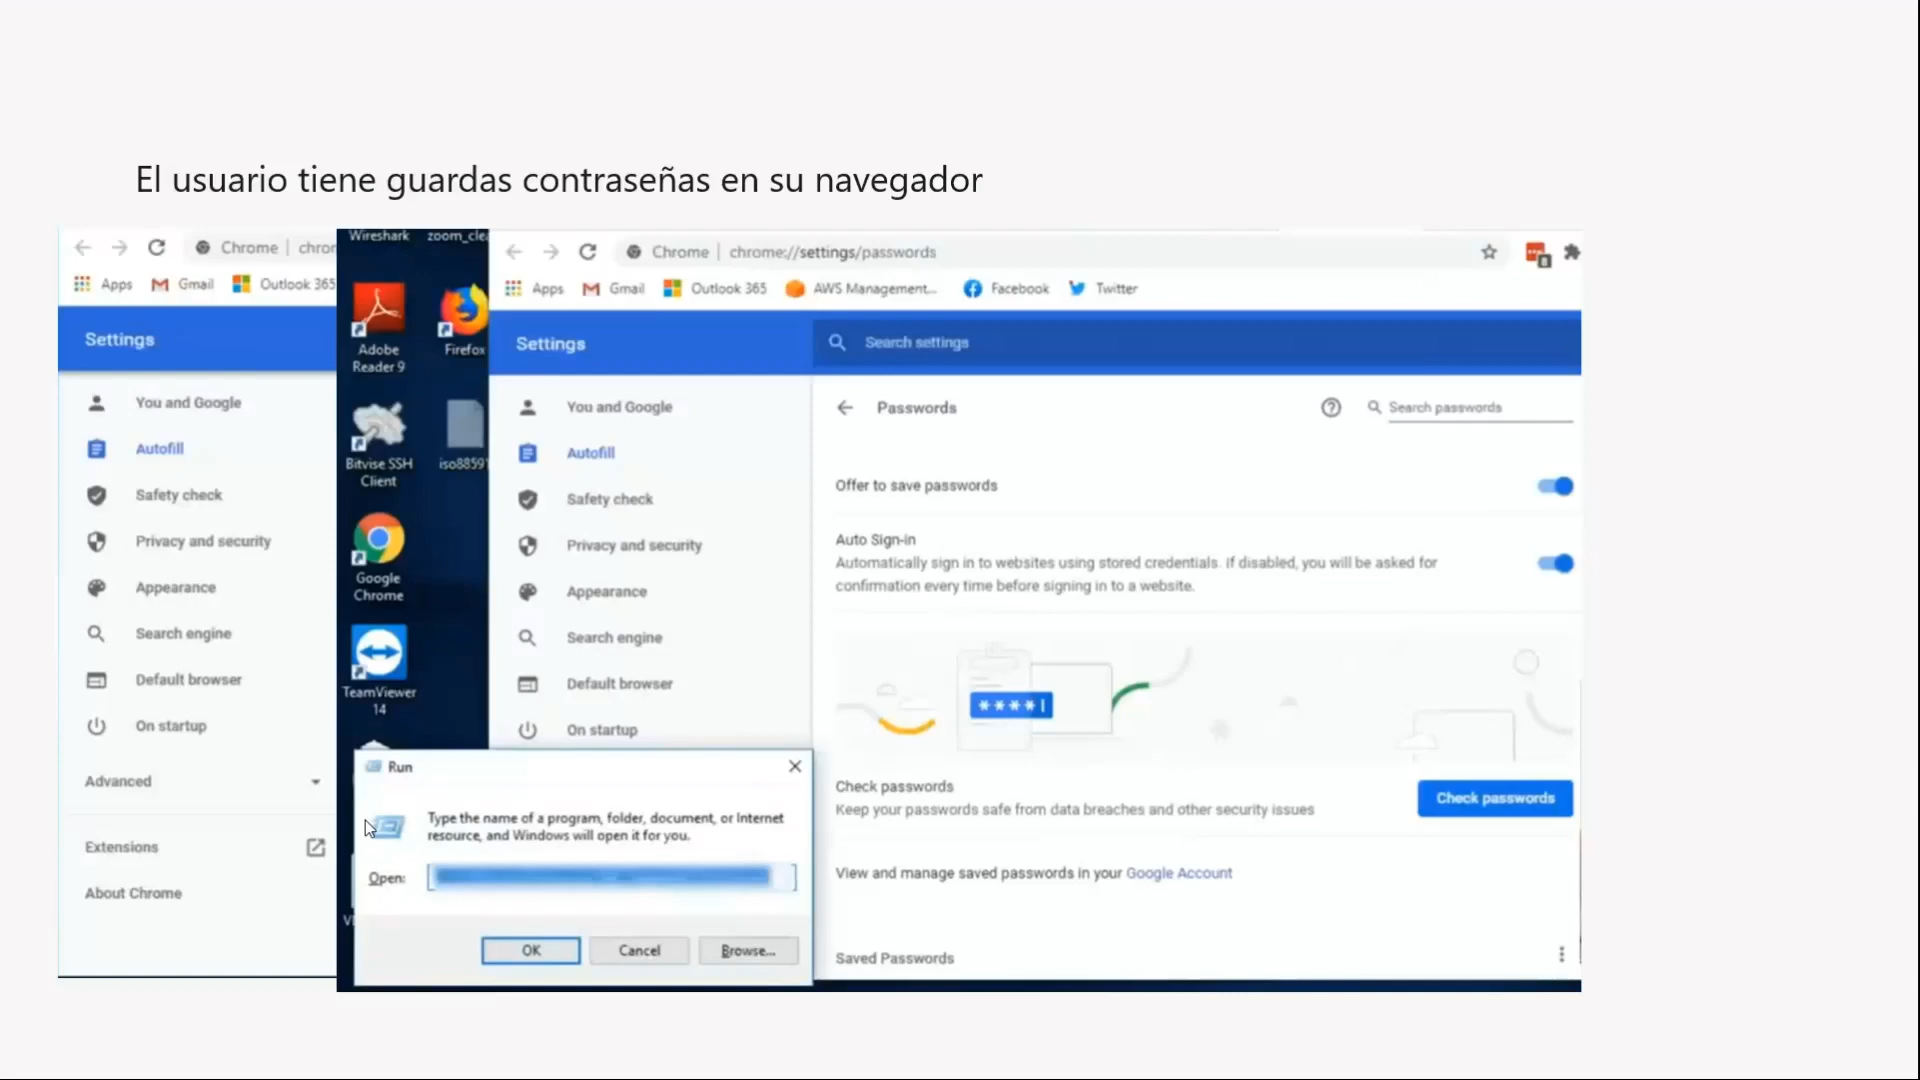 El usuario tiene guardas contraseñas en su navegador
Chrome | chror
Apps Gmail Outlook 365
Settings
You and Google
Autofill
Safety check
Privacy and security
Appearance
Search engine
Default browser
On startup
Advanced
Extensions
About Chrome
Wireshark zoom_clea
Adobe
Reader 9
Firefox
Bitvise SSH
Client
iso88591
Google
Chrome
TeamViewer
14
Chrome | chrome://settings/passwords
Apps Gmail Outlook 365 AWS Management... Facebook Twitter
Settings
Search settings
You and Google
Autofill
Safety check
Privacy and security
Appearance
Search engine
Default browser
On startup
Passwords
Search passwords
Offer to save passwords
Auto Sign-in
Automatically sign in to websites using stored credentials. If disabled, you will be asked for
confirmation every time before signing in to a website.
****|
Check passwords
Keep your passwords safe from data breaches and other security issues
Check passwords
View and manage saved passwords in your Google Account
Saved Passwords
Run
Type the name of a program, folder, document, or Internet
resource, and Windows will open it for you.
Open:
OK Cancel Browse...